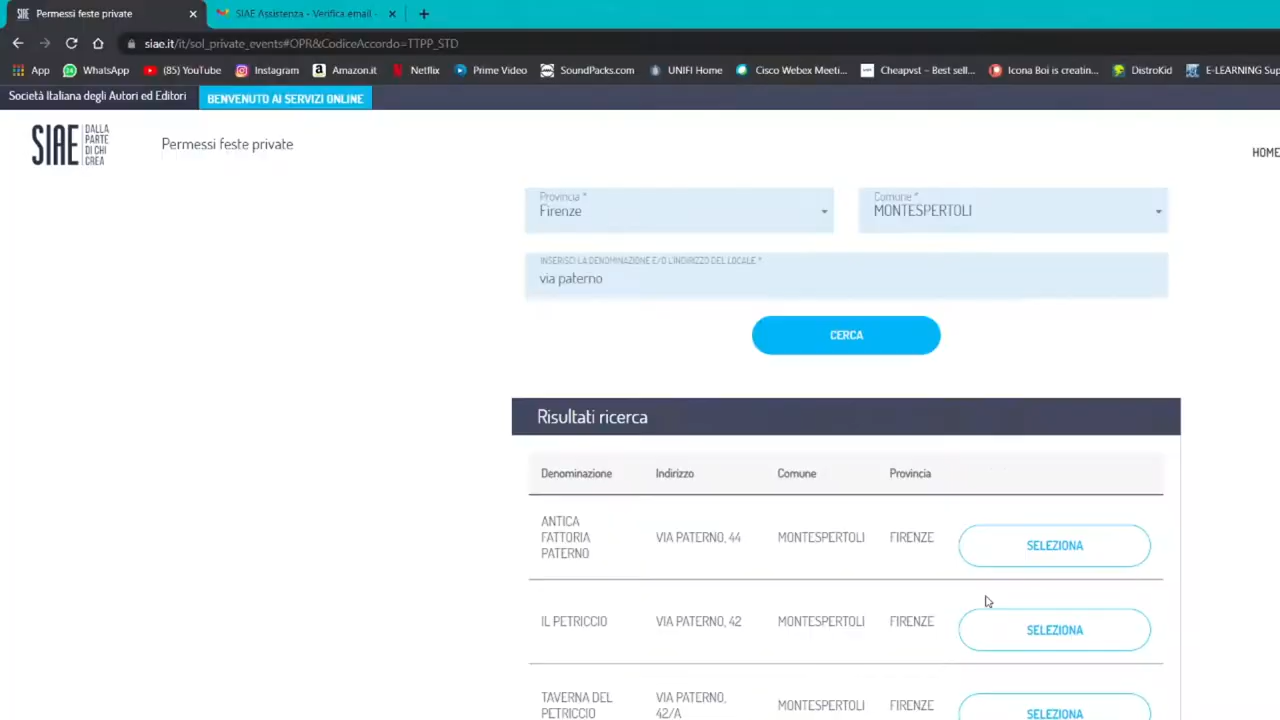 Permessi feste private
SIAE Assistenza - Verifica email -
siae.it/it/sol_private_events#OPR&CodiceAccordo=TTPP_STD
App WhatsApp (85) YouTube Instagram Amazon.it Netflix Prime Video SoundPacks.com UNIFI Home Cisco Webex Meeti... Cheapvst – Best sell... Icona Boi is creatin... DistroKid E-LEARNING Sup
Società Italiana degli Autori ed Editori BENVENUTO AI SERVIZI ONLINE
SIAE DALLA PARTE DI CHI CREA
Permessi feste private
HOME
Provincia * Comune *
Firenze MONTESPERTOLI
INSERISCI LA DENOMINAZIONE E/O L'INDIRIZZO DEL LOCALE *
via paterno
CERCA
Risultati ricerca
Denominazione Indirizzo Comune Provincia
ANTICA
FATTORIA VIA PATERNO, 44 MONTESPERTOLI FIRENZE SELEZIONA
PATERNO
IL PETRICCIO VIA PATERNO, 42 MONTESPERTOLI FIRENZE SELEZIONA
TAVERNA DEL VIA PATERNO, MONTESPERTOLI FIRENZE SELEZIONA
PETRICCIO 42/A